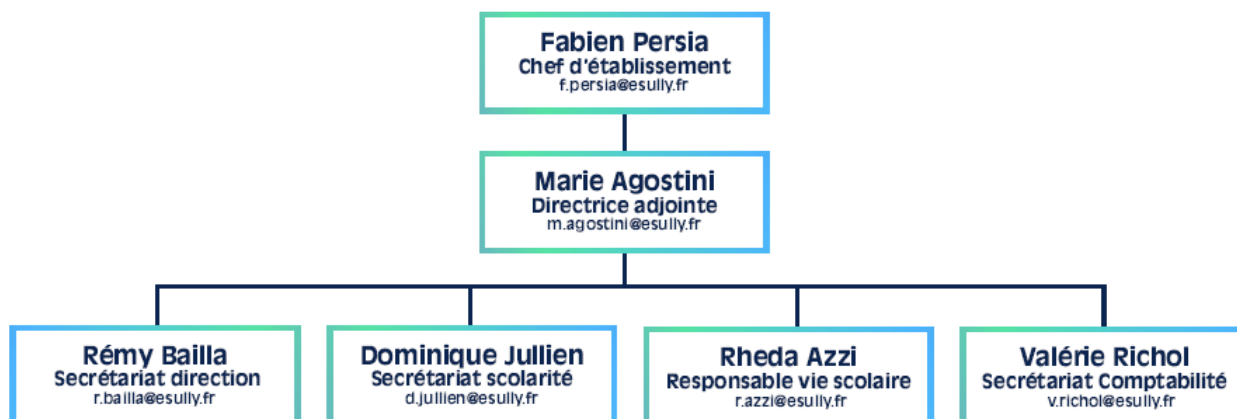 Fabien Persia
Chef d'établissement
f.persia@esully.fr
Marie Agostini
Directrice adjointe
m.agostini@esully.fr
Rémy Bailla
Secrétariat direction
r.bailla@esully.fr
Dominique Jullien
Secrétariat scolarité
d.jullien@esully.fr
Rheda Azzi
Responsable vie scolaire
r.azzi@esully.fr
Valérie Richol
Secrétariat Comptabilité
v.richol@esully.fr